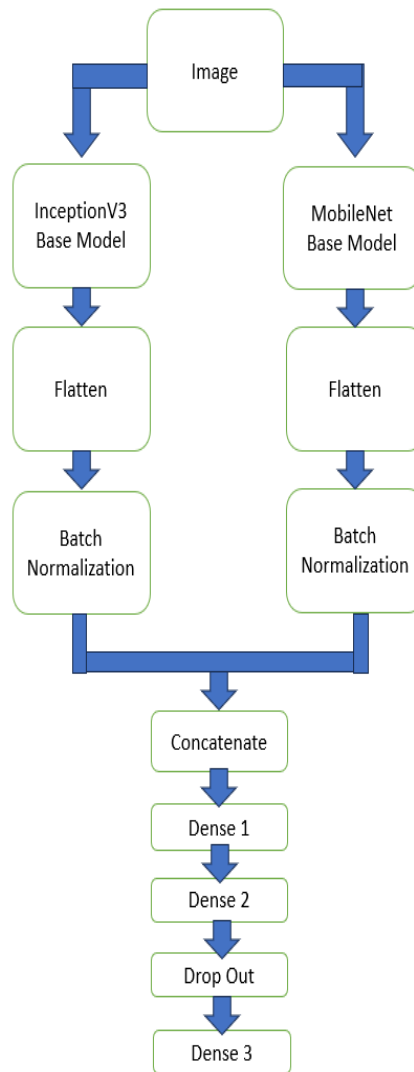 Image
InceptionV3
Base Model
MobileNet
Base Model
Flatten
Flatten
Batch
Normalization
Batch
Normalization
Concatenate
Dense 1
Dense 2
Drop Out
Dense 3